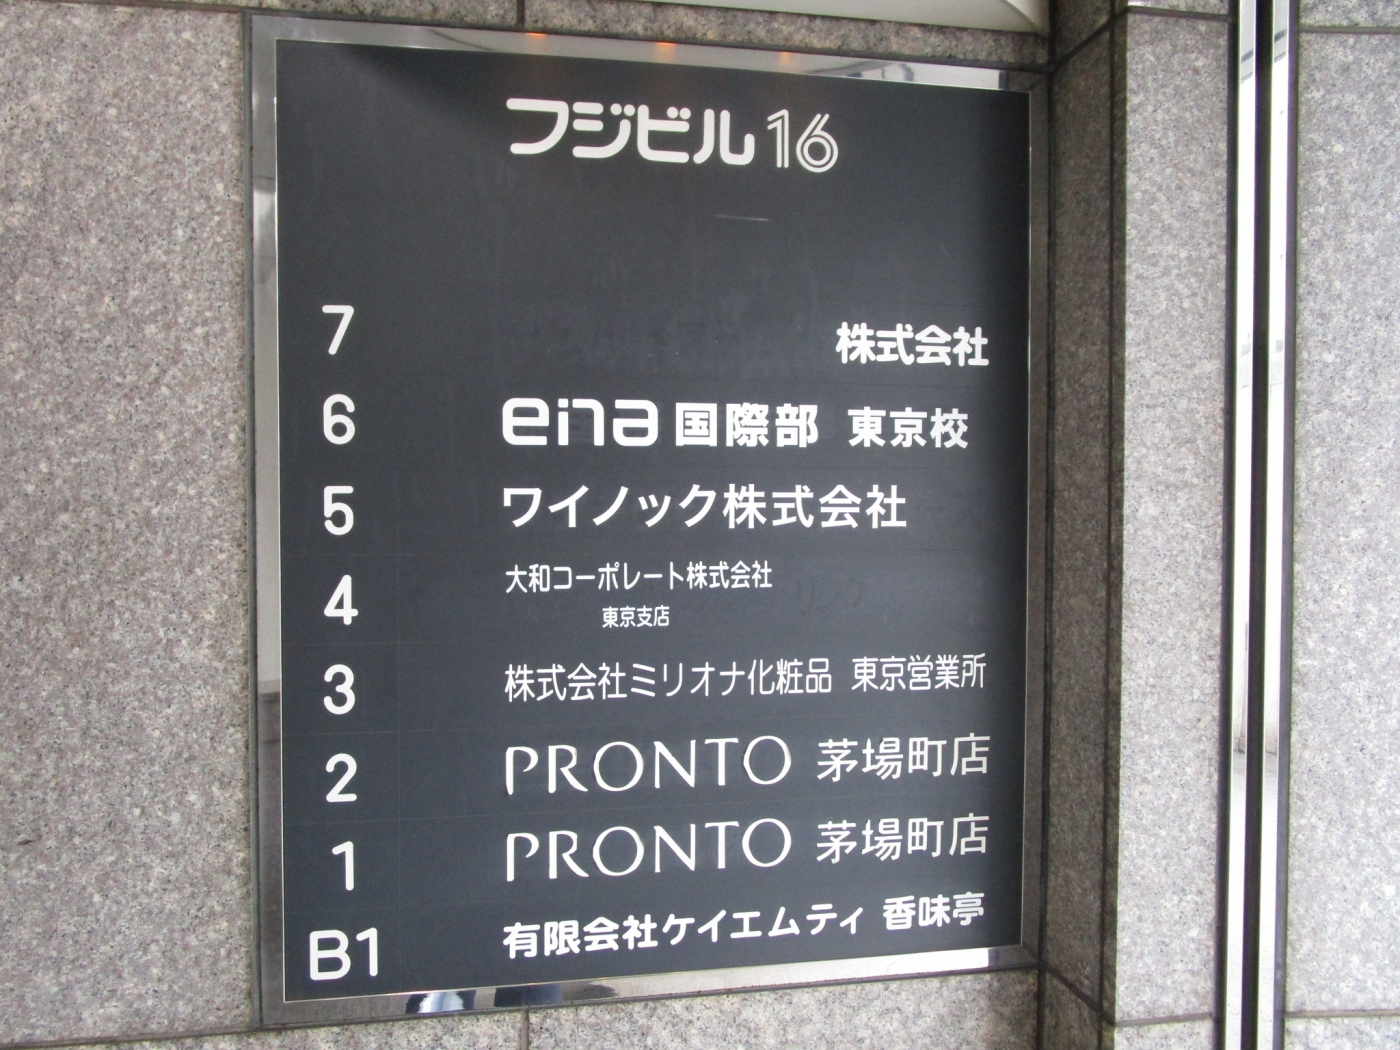 フジビル16
7 株式会社
6 ena国際部 東京校
5 ワイノック株式会社
4 大和コーポレート株式会社
東京支店
3 株式会社ミリオナ化粧品 東京営業所
2 PRONTO 茅場町店
1 PRONTO 茅場町店
B1 有限会社ケイエムティ 香味亭